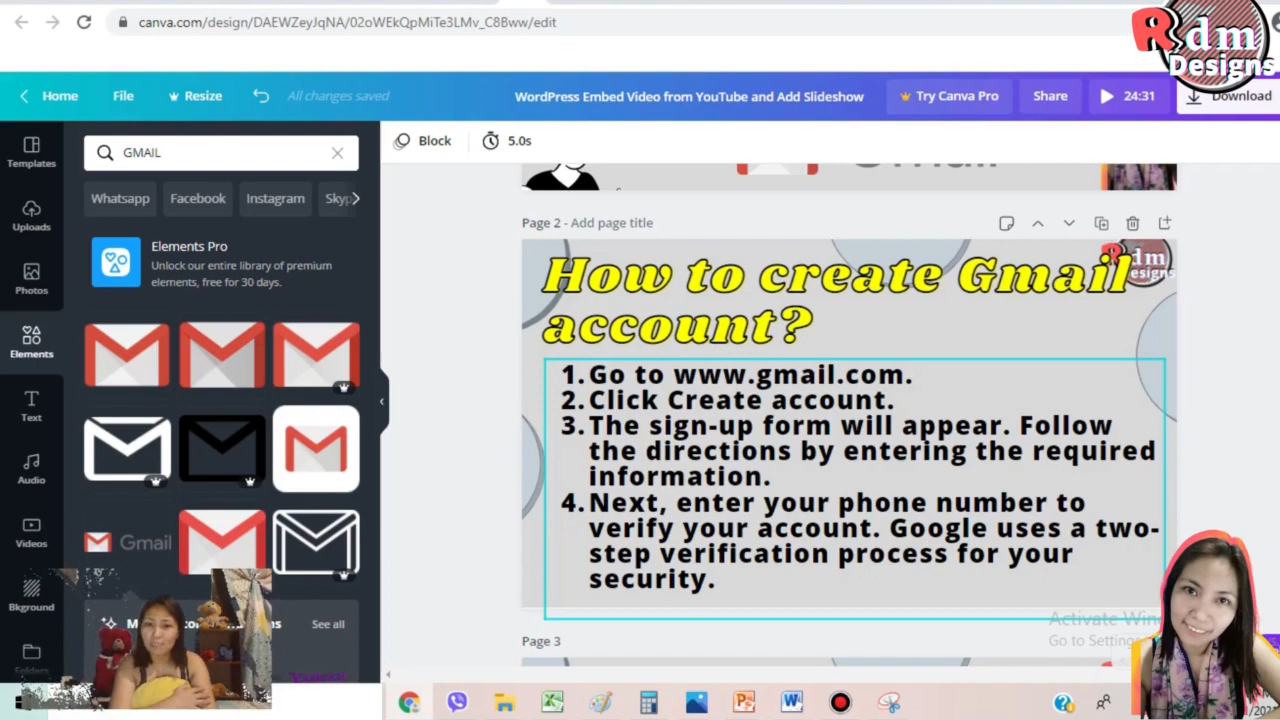 canva.com/design/DAEWZeyJqNA/02oWEkQpMiTe3LMv_C8Bww/edit
Rdm
Designs
Home File Resize All changes saved WordPress Embed Video from YouTube and Add Slideshow Try Canva Pro Share 24:31 Download
Templates
Uploads
Photos
Elements
Text
Audio
Videos
Bkground
Folders
GMAIL
Whatsapp Facebook Instagram
Elements Pro
Unlock our entire library of premium
elements, free for 30 days.
Gmail
See all
Block 5.0s
Page 2 - Add page title
How to create Gmail
account?
dm
esigns
1. Go to www.gmail.com.
2. Click Create account.
3. The sign-up form will appear. Follow
the directions by entering the required
information.
4. Next, enter your phone number to
verify your account. Google uses a two-
step verification process for your
security.
Page 3
Activate Win
Go to Setting